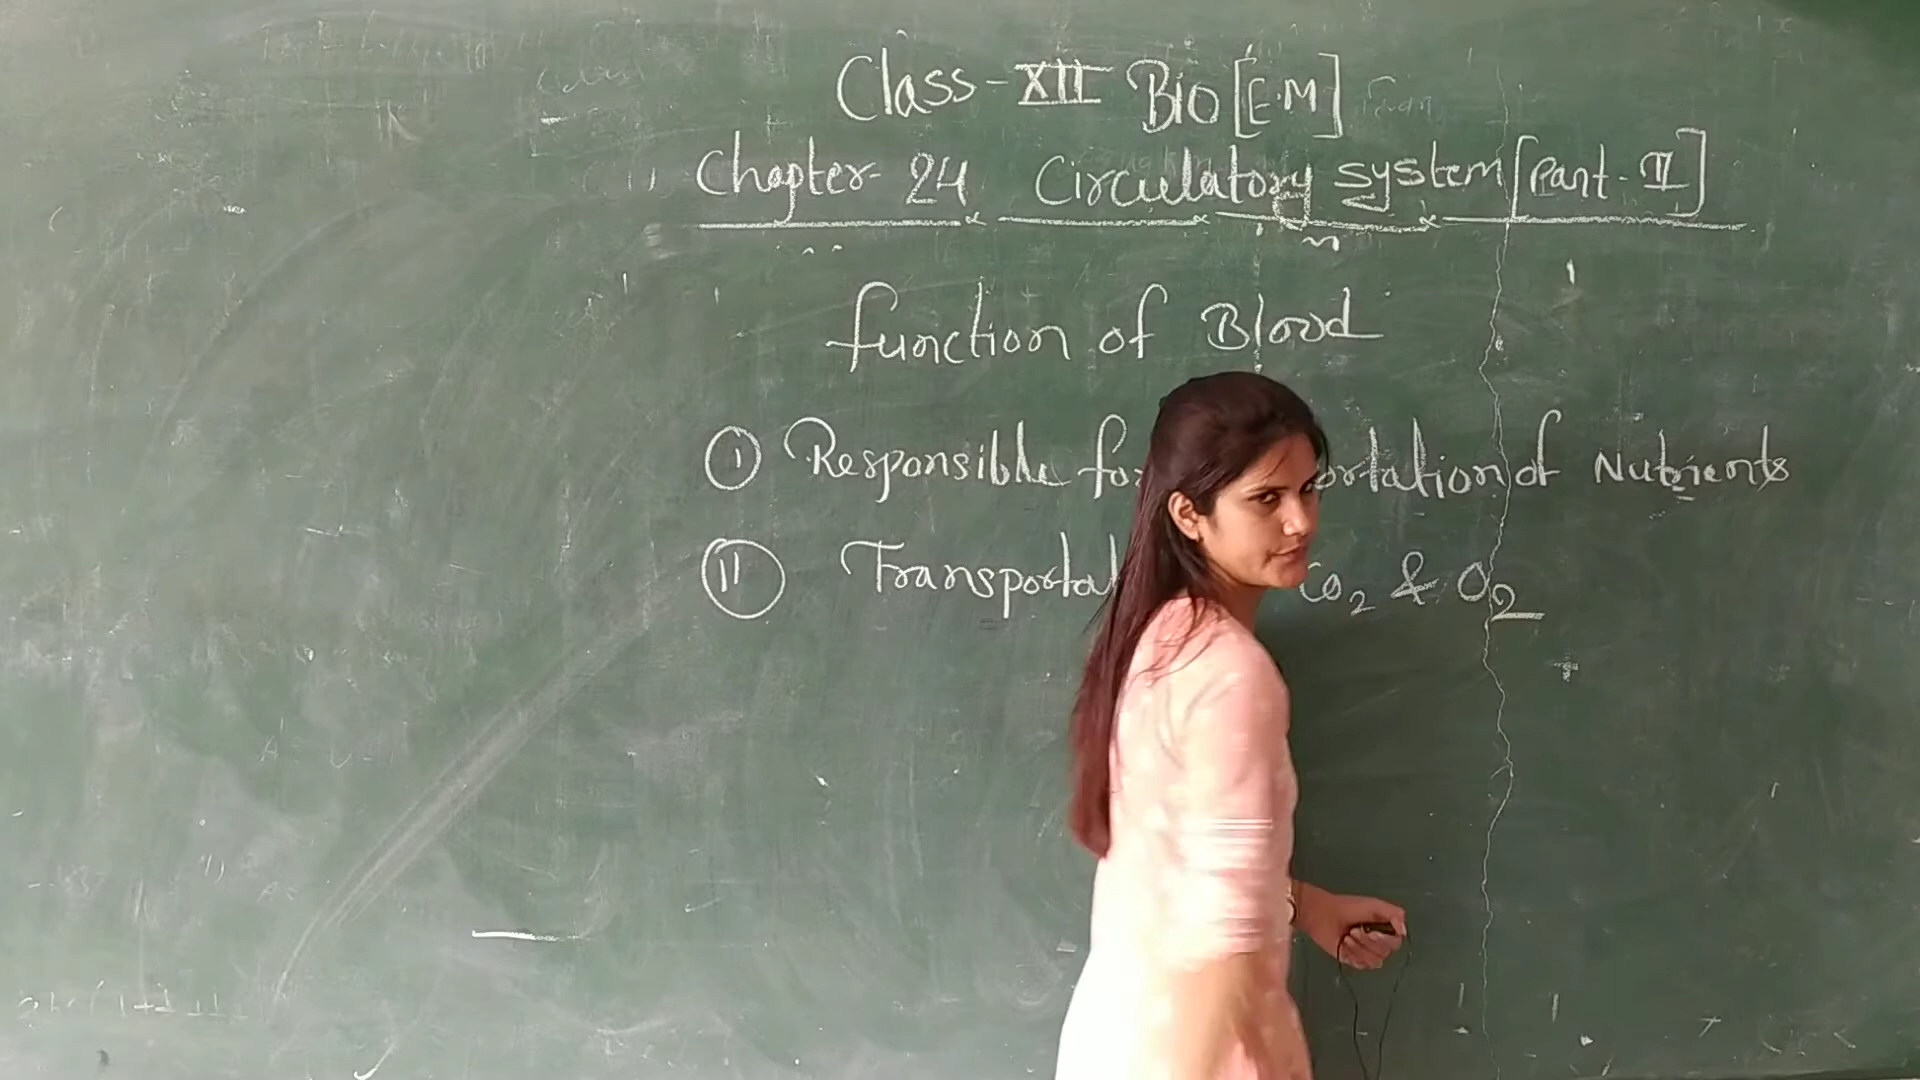 Class-XII Bio [E.M]
Chapter-24 Circulatory system [Part-II]
function of Blood
(I) Responsible for ortation of Nutrients
(II) Transportat CO2 & O2